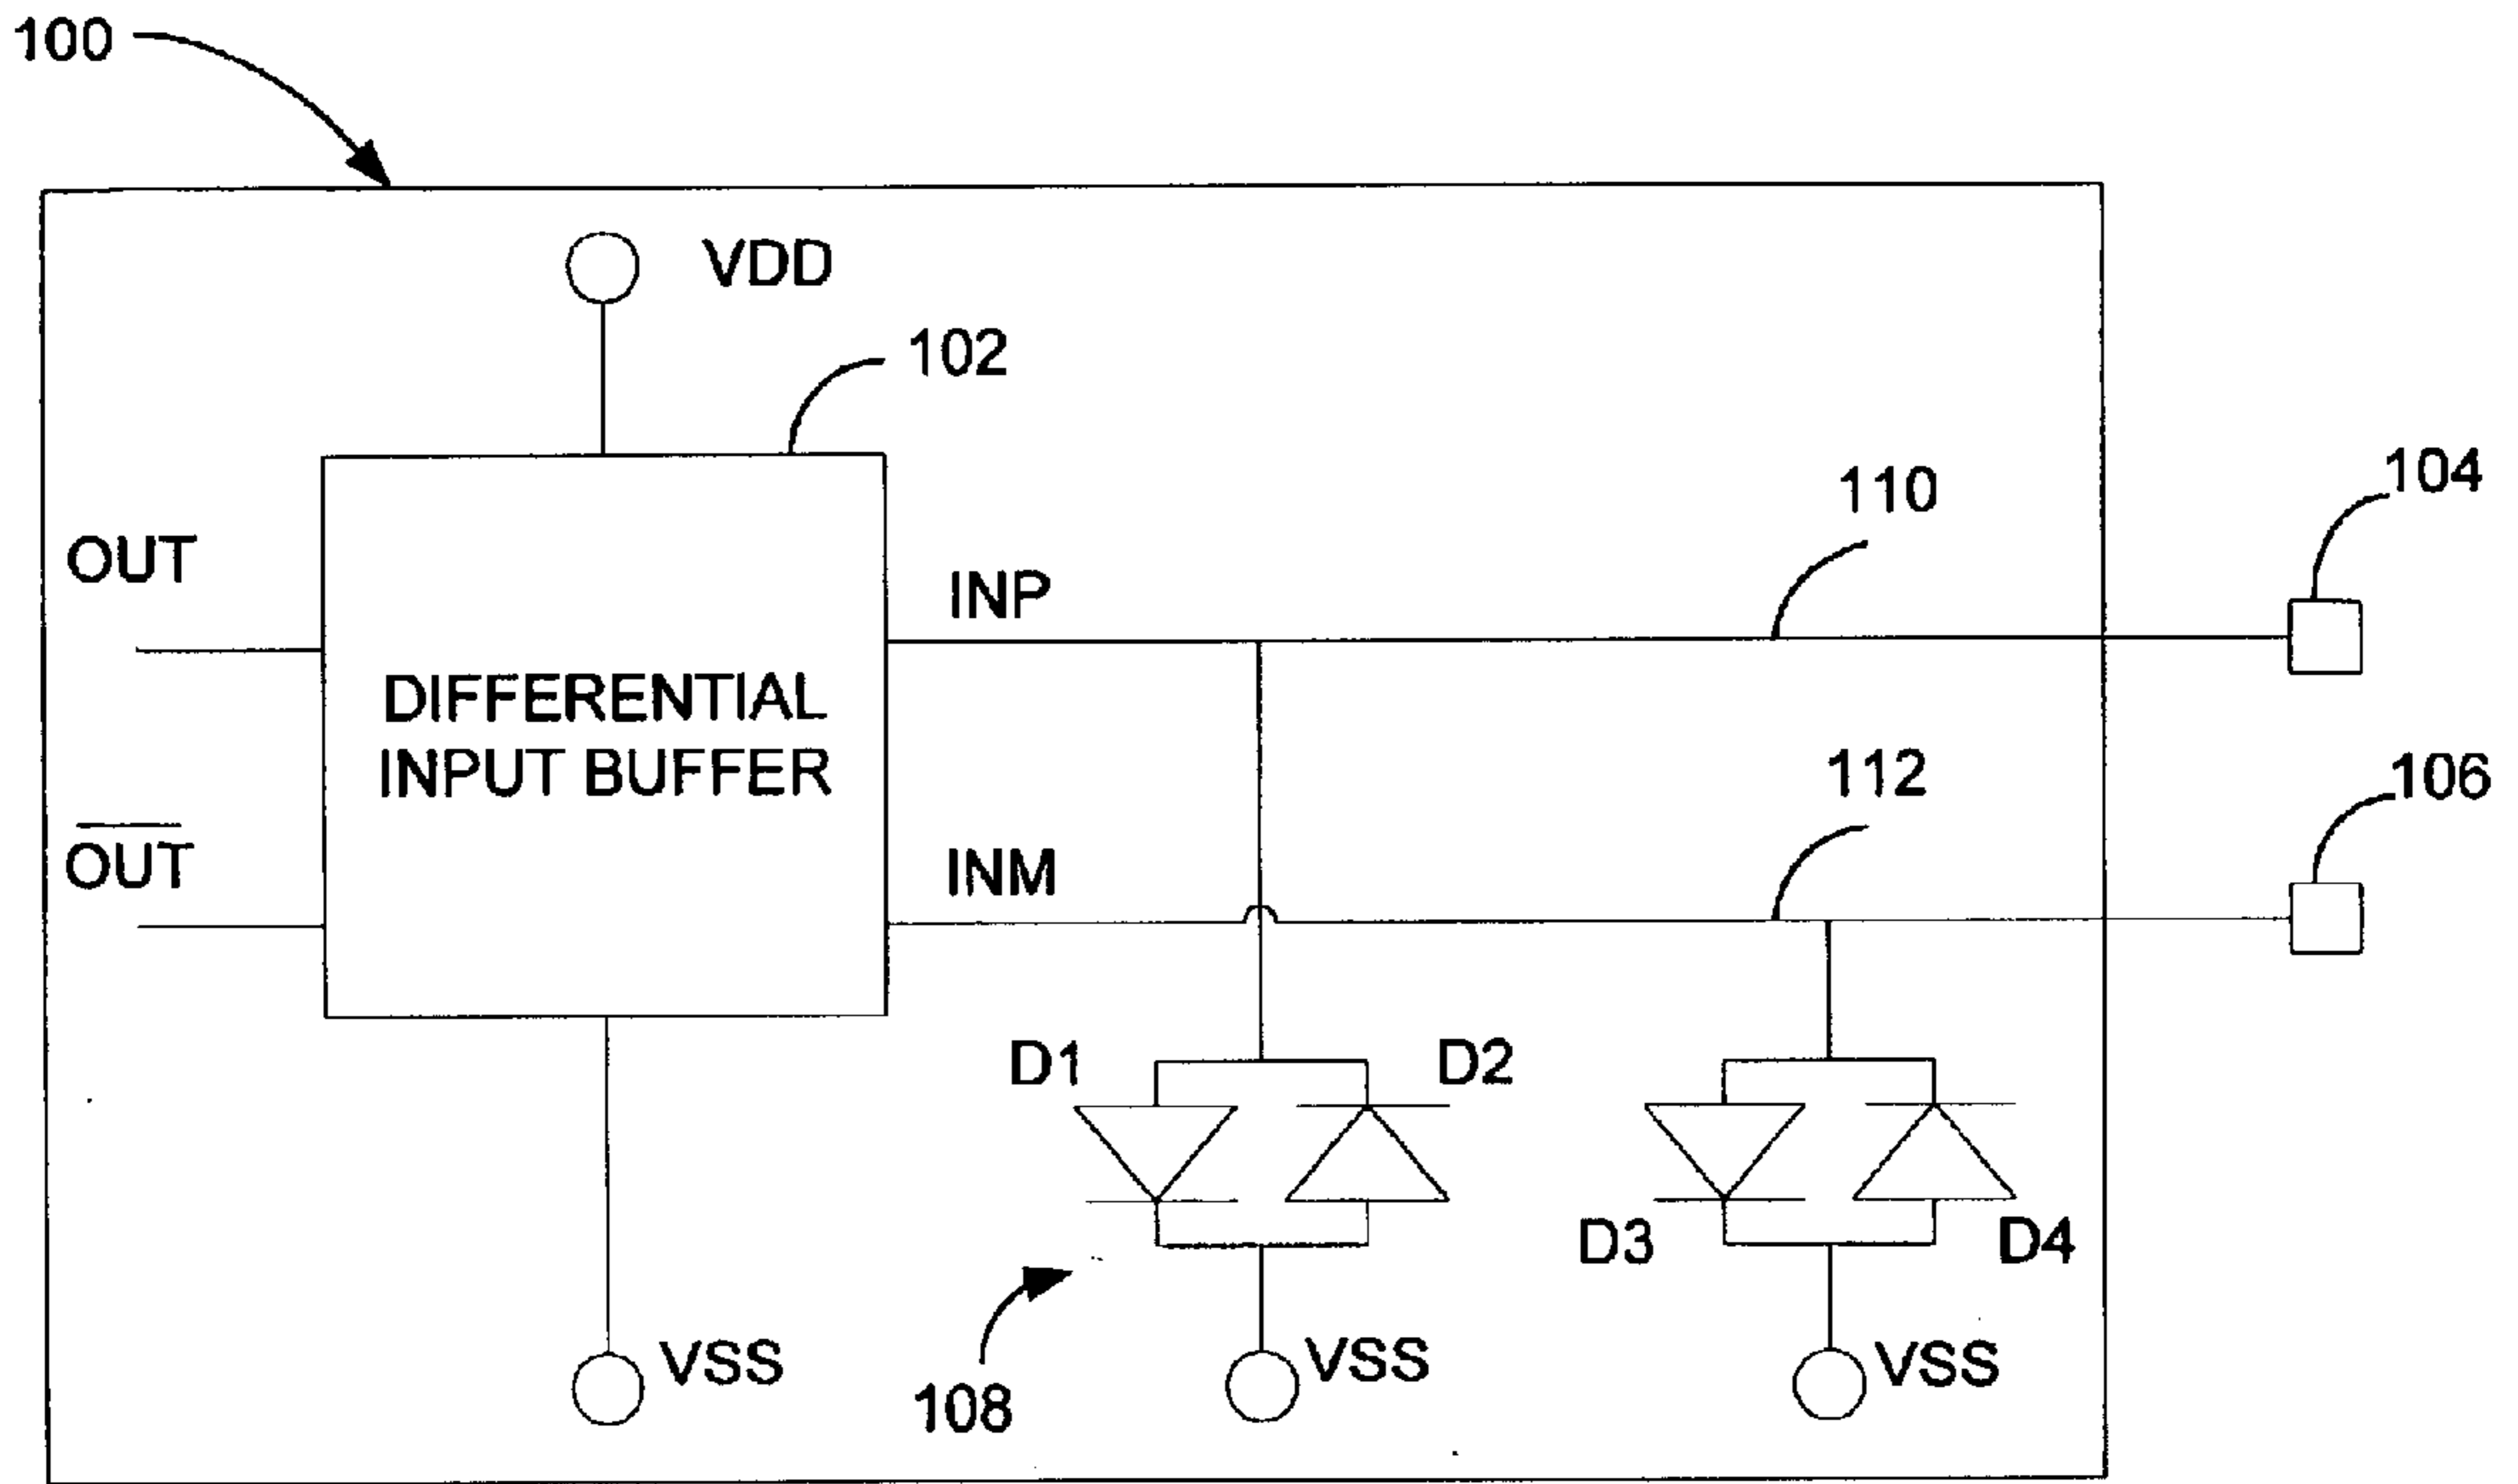 100
VDD
102
104
110
OUT
INP
DIFFERENTIAL
INPUT BUFFER
112
106
OUT
INM
D1
D2
D3
D4
VSS
VSS
VSS
108